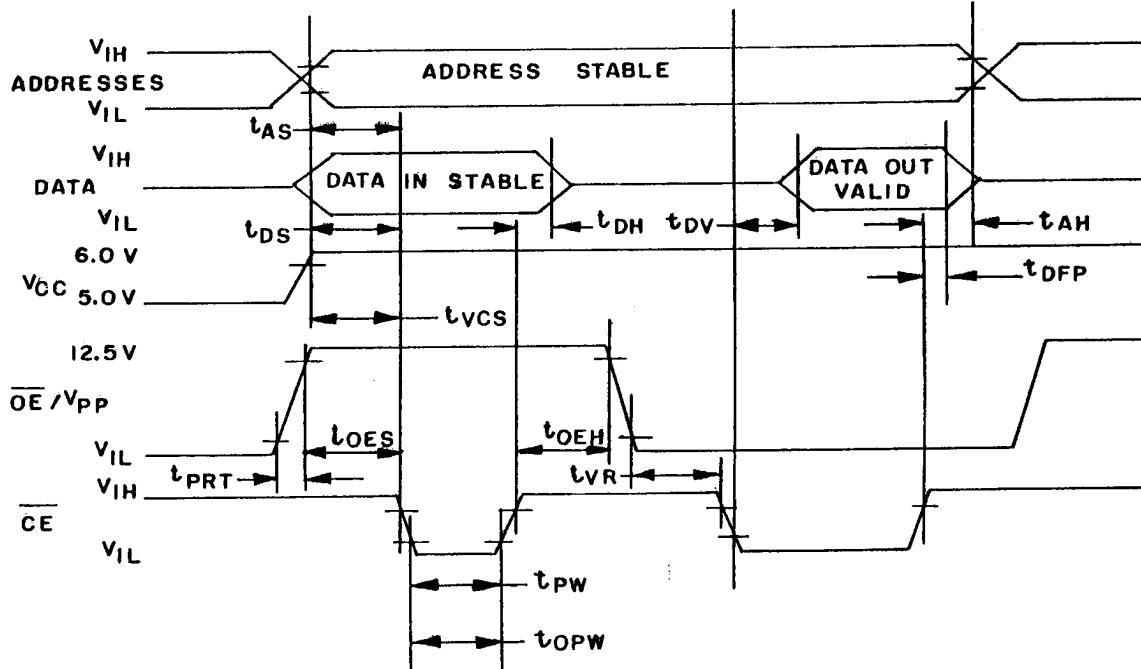 VIH
ADDRESSES
ADDRESS STABLE
VIL
tAS
VIH
DATA
DATA IN STABLE
DATA OUT
VALID
VIL
tDS
tDH
tDV
tAH
6.0 V
VCC
5.0 V
tDFP
tVCS
12.5 V
OE/VPP
tOES
tOEH
VIL
tPRT
tVR
VIH
CE
VIL
tPW
tOPW